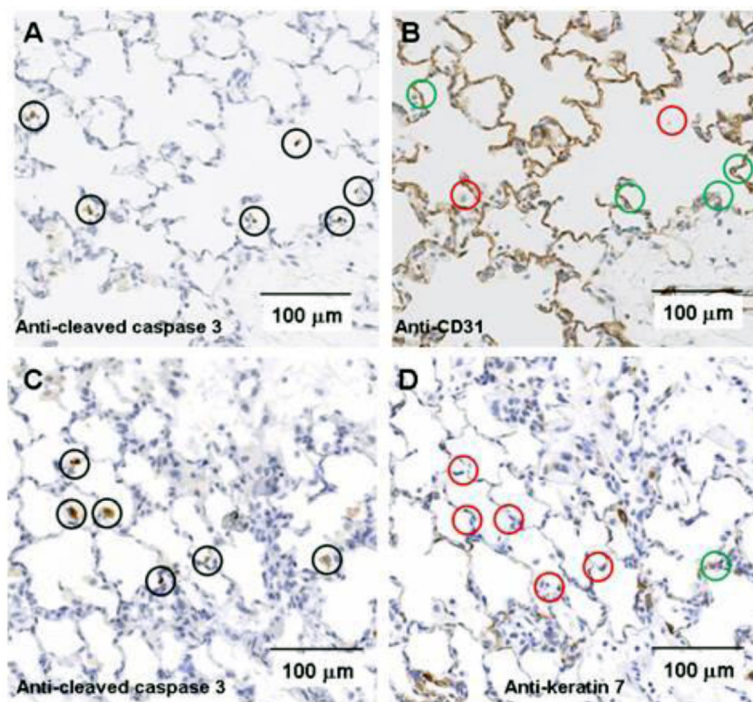 A
B
100 μm
100 μm
Anti-cleaved caspase 3
Anti-CD31
C
D
100 μm
100 μm
Anti-cleaved caspase 3
Anti-keratin 7